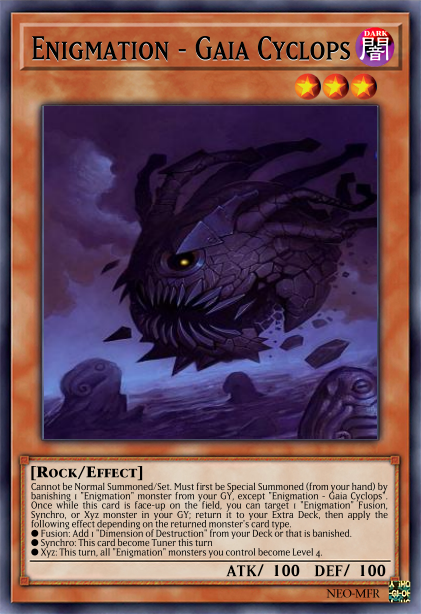 Enigmation - Gaia Cyclops
DARK
闇
[Rock/Effect]
Cannot be Normal Summoned/Set. Must first be Special Summoned (from your hand) by
banishing 1 "Enigmation" monster from your GY, except "Enigmation - Gaia Cyclops".
Once while this card is face-up on the field, you can target 1 "Enigmation" Fusion,
Synchro, or Xyz monster in your GY; return it to your Extra Deck, then apply the
following effect depending on the returned monster's card type.
● Fusion: Add 1 "Dimension of Destruction" from your Deck or that is banished.
● Synchro: This card become Tuner this turn
● Xyz: This turn, all "Enigmation" monsters you control become Level 4.
ATK/ 100 DEF/ 100
NEO-MFR